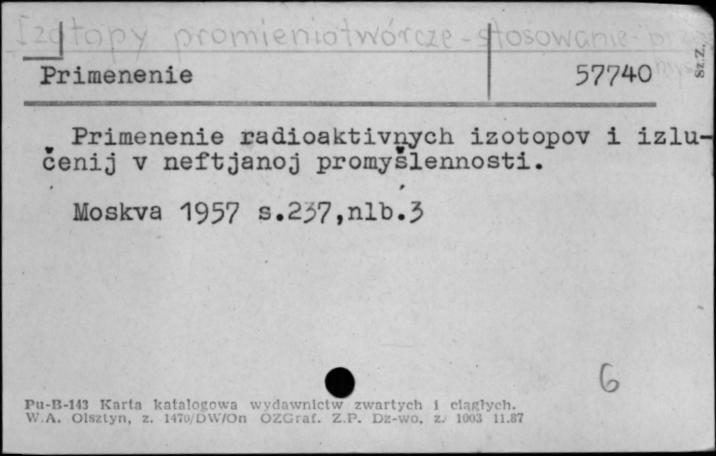 Izotopy promieniotwórcze - stosowanie -
Primenenie 57740
Sz.Z.
Primenenie radioaktivnych izotopov i izlu-
čenij v neftjanoj promyšlennosti.
Moskva 1957 s.237,nlb.3
6
Pu-B-143 Karta katalogowa wydawnictw zwartych i ciągłych.
W.A. Olsztyn, z. 1470/DW/On OZGraf. Z.P. Dz-wo, z. 1003 11.87